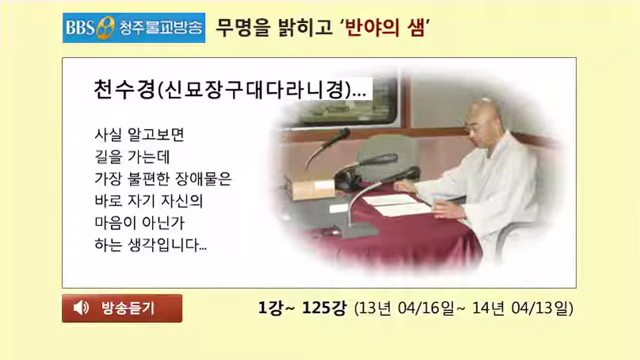 BBS 청주불교방송 무명을 밝히고 '반야의 샘'
천수경(신묘장구대다라니경)...
사실 알고보면
길을 가는데
가장 불편한 장애물은
바로 자기 자신의
마음이 아닌가
하는 생각입니다...
방송듣기 1강~ 125강 (13년 04/16일~ 14년 04/13일)